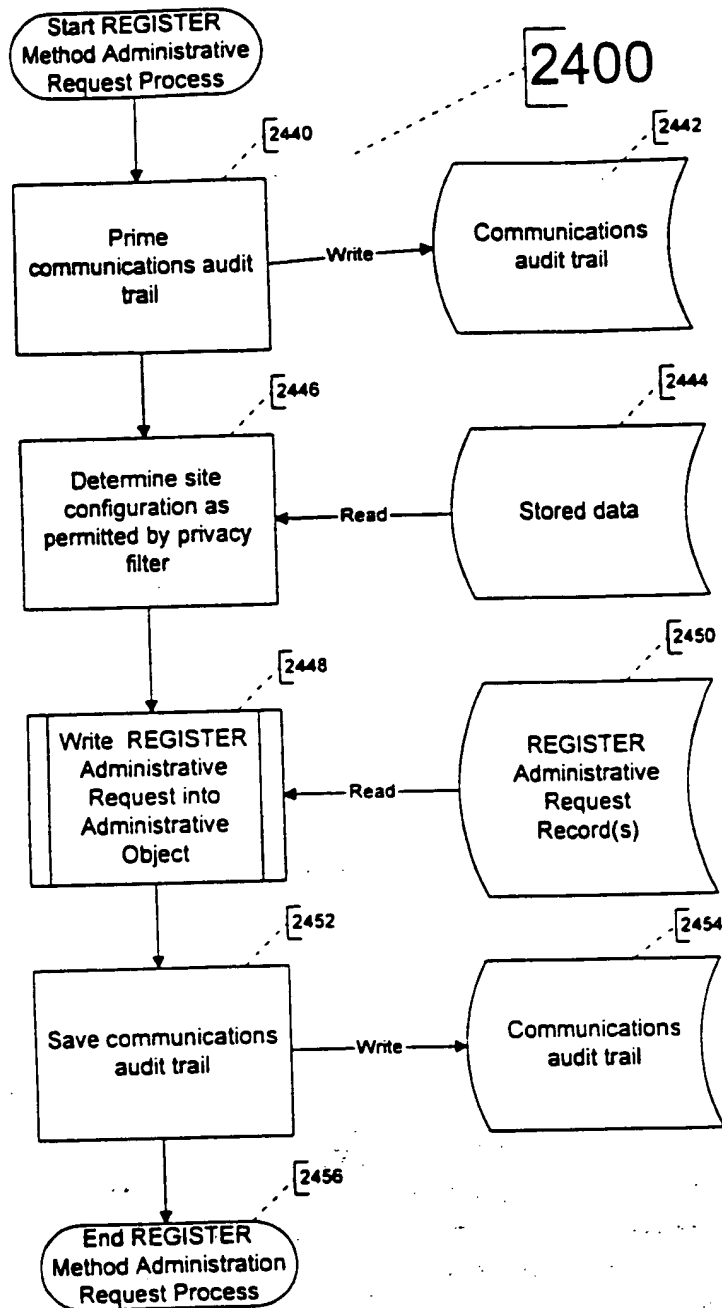 Start REGISTER
Method Administrative
Request Process
2400
2440
2442
Prime
communications audit
trail
Write
Communications
audit trail
2446
2444
Determine site
configuration as
permitted by privacy
filter
Read
Stored data
2448
2450
Write REGISTER
Administrative
Request into
Administrative
Object
Read
REGISTER
Administrative
Request
Record(s)
2452
2454
Save communications
audit trail
Write
Communications
audit trail
2456
End REGISTER
Method Administration
Request Process